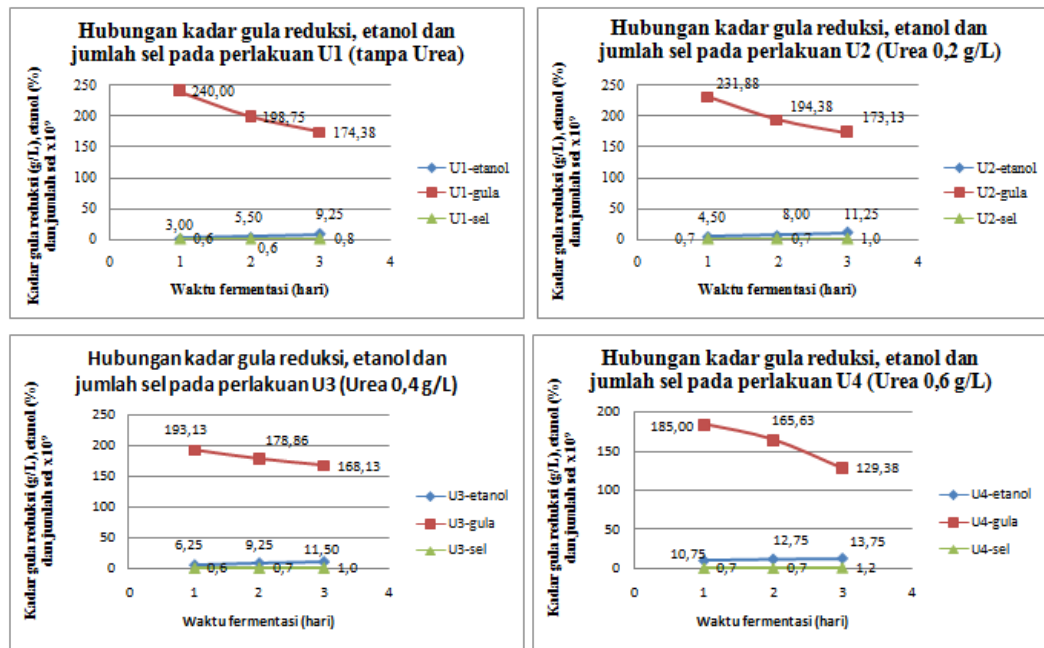 Hubungan kadar gula reduksi, etanol dan
jumlah sel pada perlakuan U1 (tanpa Urea)
Kadar gula reduksi (g/L), etanol (%)
dan jumlah sel x10⁹
250
200
150
100
50
0
240,00
198,75
174,38
3,00
5,50
9,25
0,6
0,6
0,8
0
1
2
3
4
Waktu fermentasi (hari)
U1-etanol
U1-gula
U1-sel
Hubungan kadar gula reduksi, etanol dan
jumlah sel pada perlakuan U2 (Urea 0,2 g/L)
Kadar gula reduksi (g/L), etanol (%)
dan jumlah sel x10⁹
250
200
150
100
50
0
231,88
194,38
173,13
4,50
8,00
11,25
0,7
0,7
1,0
0
1
2
3
4
Waktu fermentasi (hari)
U2-etanol
U2-gula
U2-sel
Hubungan kadar gula reduksi, etanol dan
jumlah sel pada perlakuan U3 (Urea 0,4 g/L)
Kadar gula reduksi (g/L), etanol (%)
dan jumlah sel x10⁹
250
200
150
100
50
0
193,13
178,86
168,13
6,25
9,25
11,50
0,6
0,7
1,0
0
1
2
3
4
Waktu fermentasi (hari)
U3-etanol
U3-gula
U3-sel
Hubungan kadar gula reduksi, etanol dan
jumlah sel pada perlakuan U4 (Urea 0,6 g/L)
Kadar gula reduksi (g/L), etanol (%)
dan jumlah sel x10⁹
200
150
100
50
0
185,00
165,63
129,38
10,75
12,75
13,75
0,7
0,7
1,2
0
1
2
3
4
Waktu fermentasi (hari)
U4-etanol
U4-gula
U4-sel